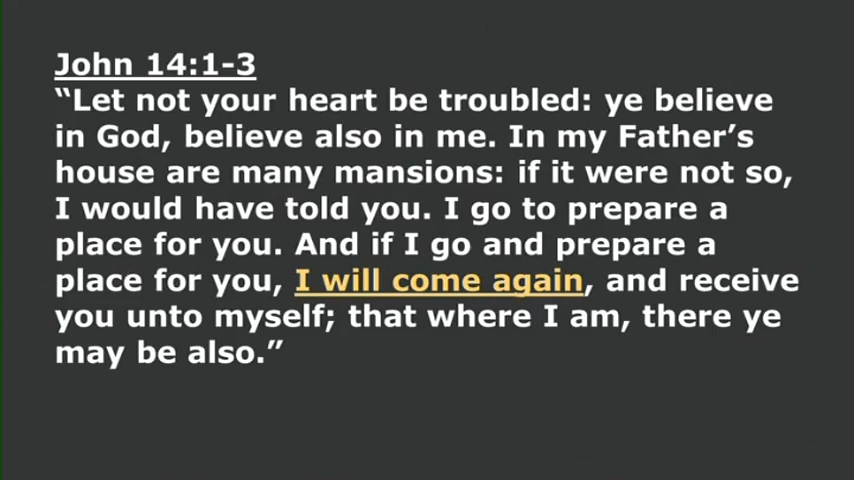 John 14:1-3
“Let not your heart be troubled: ye believe
in God, believe also in me. In my Father’s
house are many mansions: if it were not so,
I would have told you. I go to prepare a
place for you. And if I go and prepare a
place for you, I will come again, and receive
you unto myself; that where I am, there ye
may be also.”